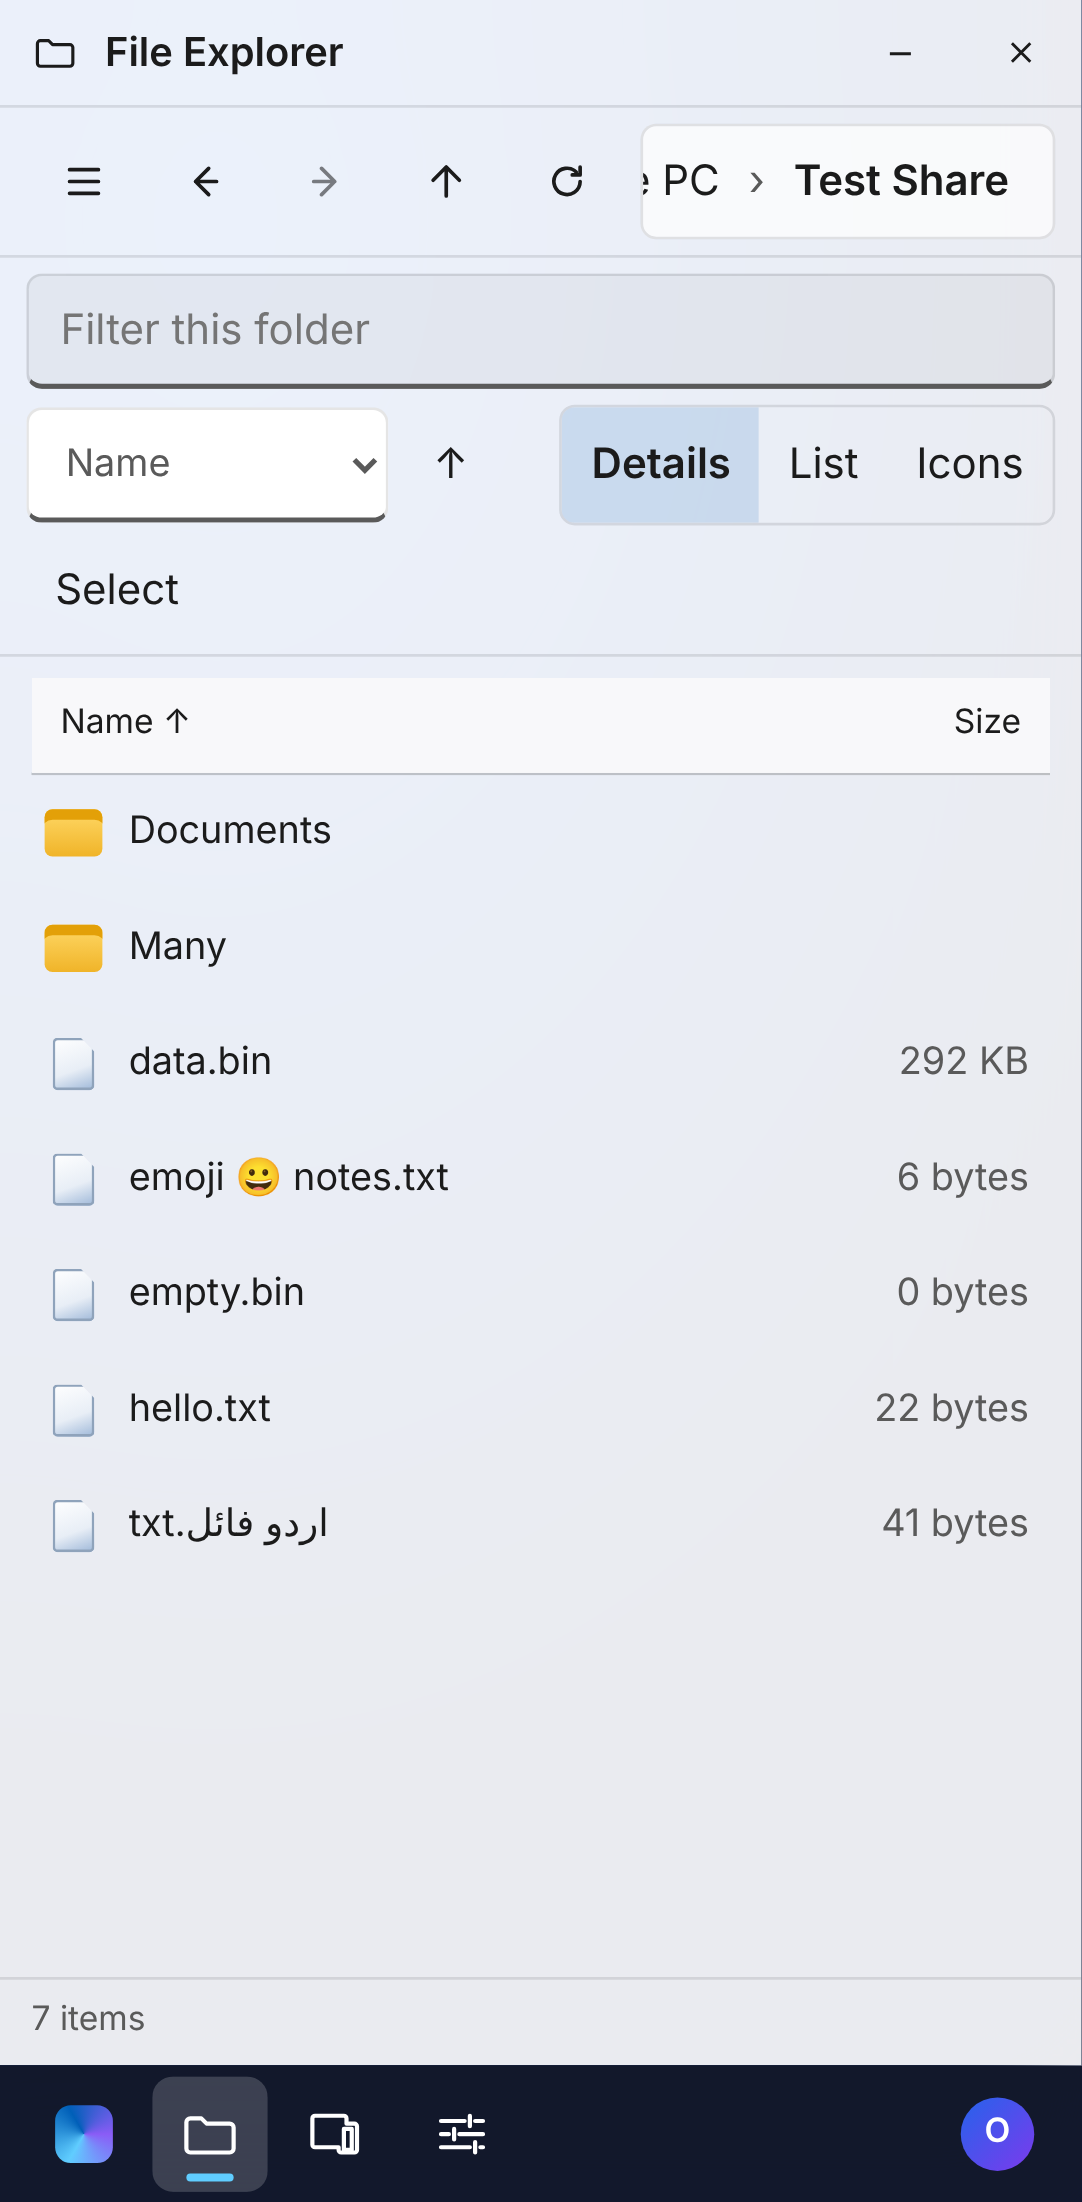 File Explorer
PC › Test Share
Filter this folder
Name
Details List Icons
Select
Name ↑ Size
Documents
Many
data.bin 292 KB
emoji 😀 notes.txt 6 bytes
empty.bin 0 bytes
hello.txt 22 bytes
اردو فائل.txt 41 bytes
7 items
O